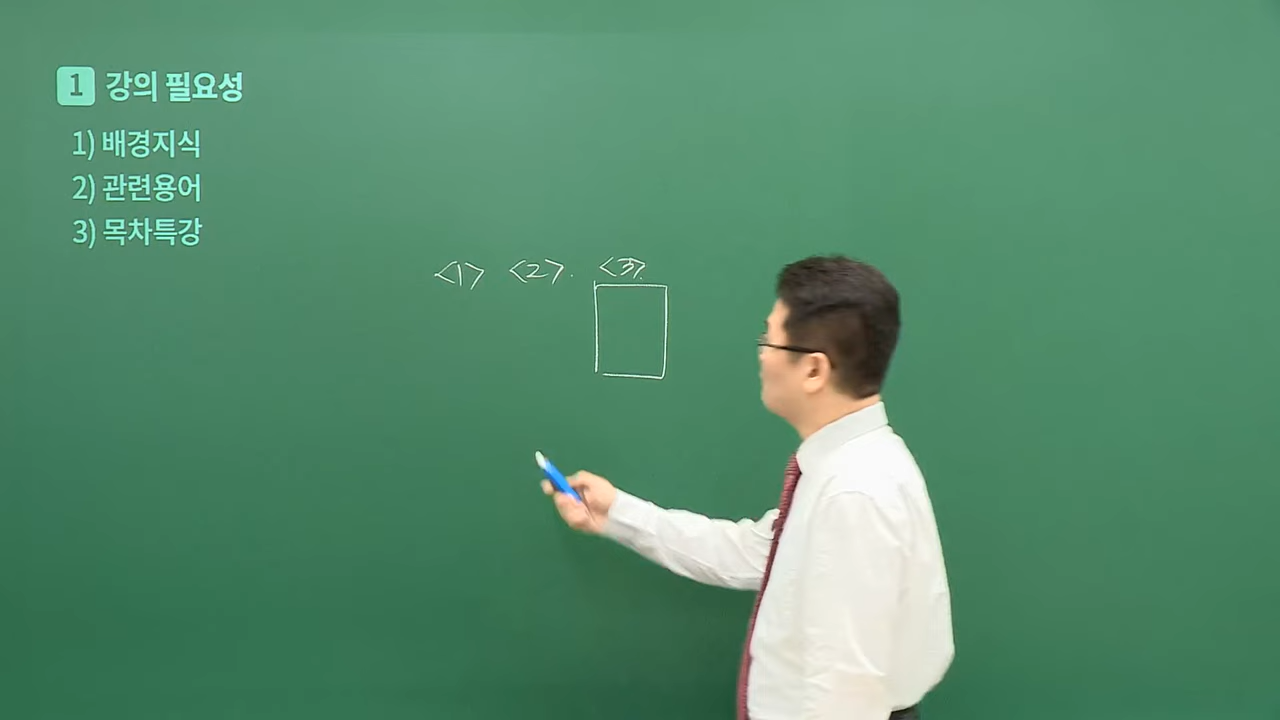 1 강의 필요성
1) 배경지식
2) 관련용어
3) 목차특강
<1> <2>. <3>.